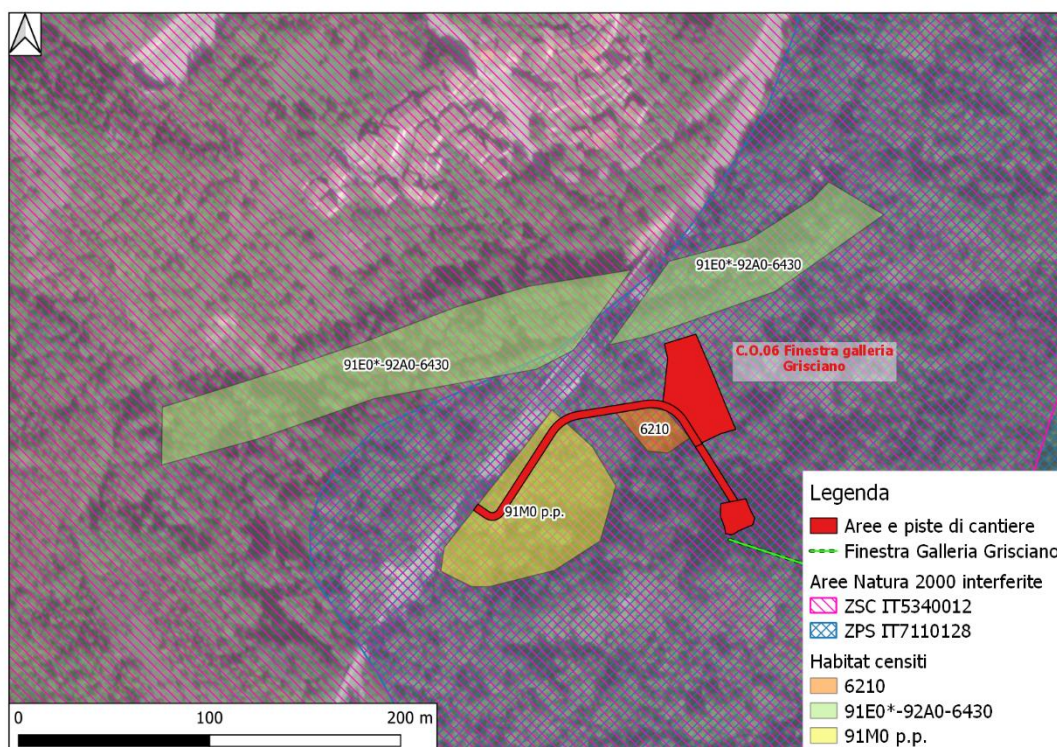 91E0*-92A0-6430
91E0*-92A0-6430
C.O.06 Finestra galleria
Grisciano
6210
91M0 p.p.
Legenda
Aree e piste di cantiere
Finestra Galleria Grisciano
Aree Natura 2000 interferite
ZSC IT5340012
ZPS IT7110128
Habitat censiti
6210
91E0*-92A0-6430
91M0 p.p.
0 100 200 m